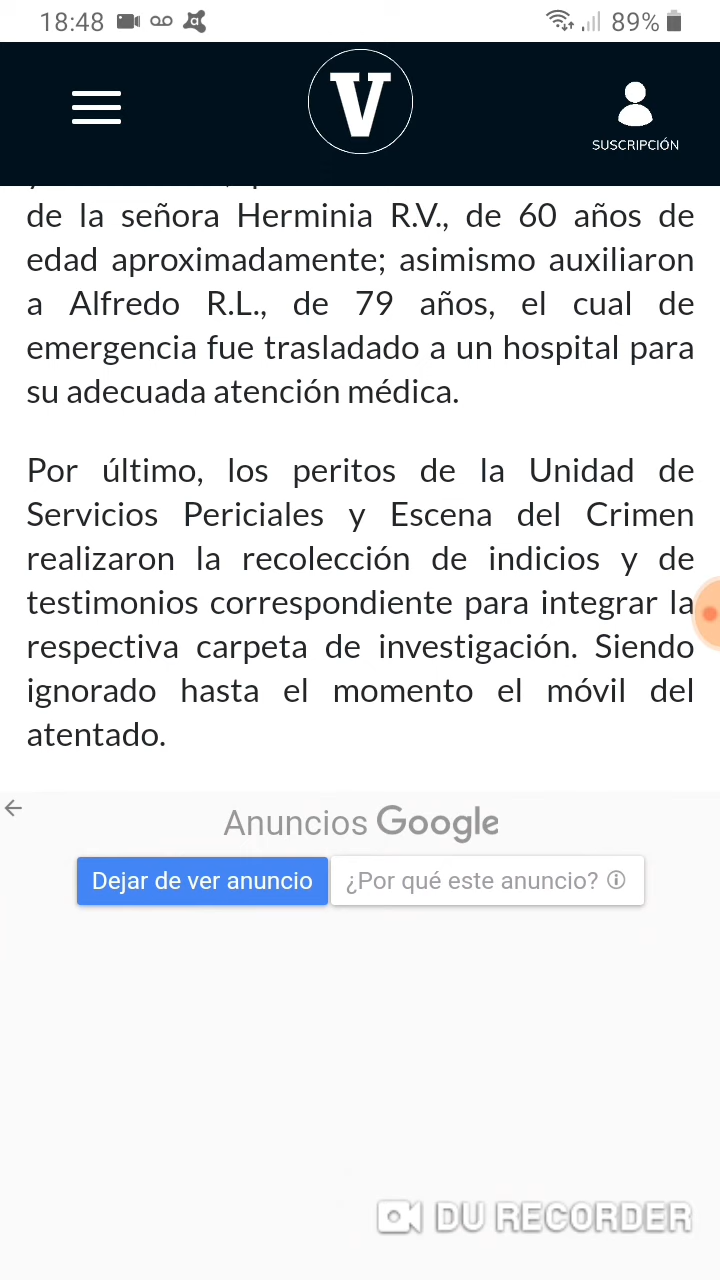 18:48
89%
V
SUSCRIPCIÓN
de la señora Herminia R.V., de 60 años de
edad aproximadamente; asimismo auxiliaron
a Alfredo R.L., de 79 años, el cual de
emergencia fue trasladado a un hospital para
su adecuada atención médica.
Por último, los peritos de la Unidad de
Servicios Periciales y Escena del Crimen
realizaron la recolección de indicios y de
testimonios correspondiente para integrar la
respectiva carpeta de investigación. Siendo
ignorado hasta el momento el móvil del
atentado.
Anuncios Google
Dejar de ver anuncio
¿Por qué este anuncio?
DU RECORDER